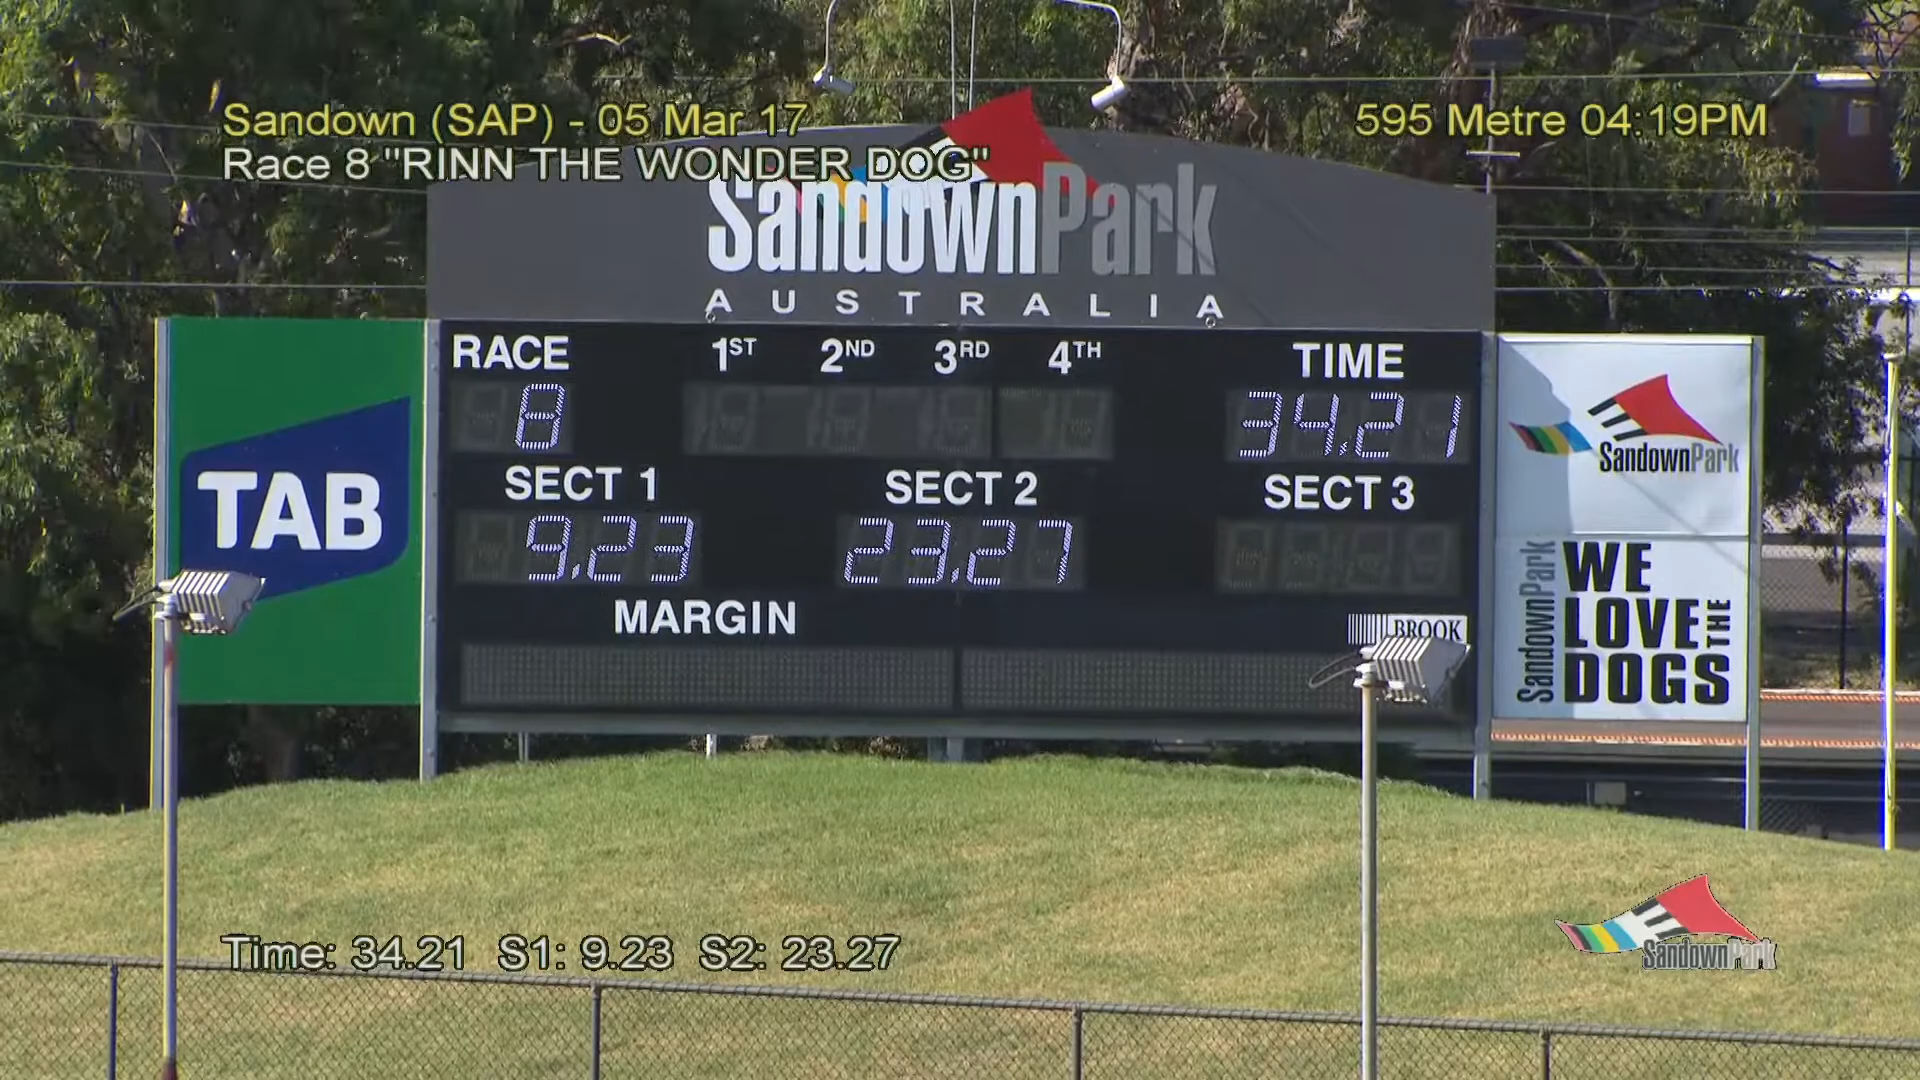 Sandown (SAP) - 05 Mar 17
595 Metre 04:19PM
Race 8 "RINN THE WONDER DOG"
SandownPark
AUSTRALIA
RACE 1ST 2ND 3RD 4TH TIME
8 34.21
SECT 1 SECT 2 SECT 3
9.23 23.27
MARGIN
BROOK
TAB
SandownPark
SandownPark
WE
LOVE THE
DOGS
Time: 34.21 S1: 9.23 S2: 23.27
SandownPark